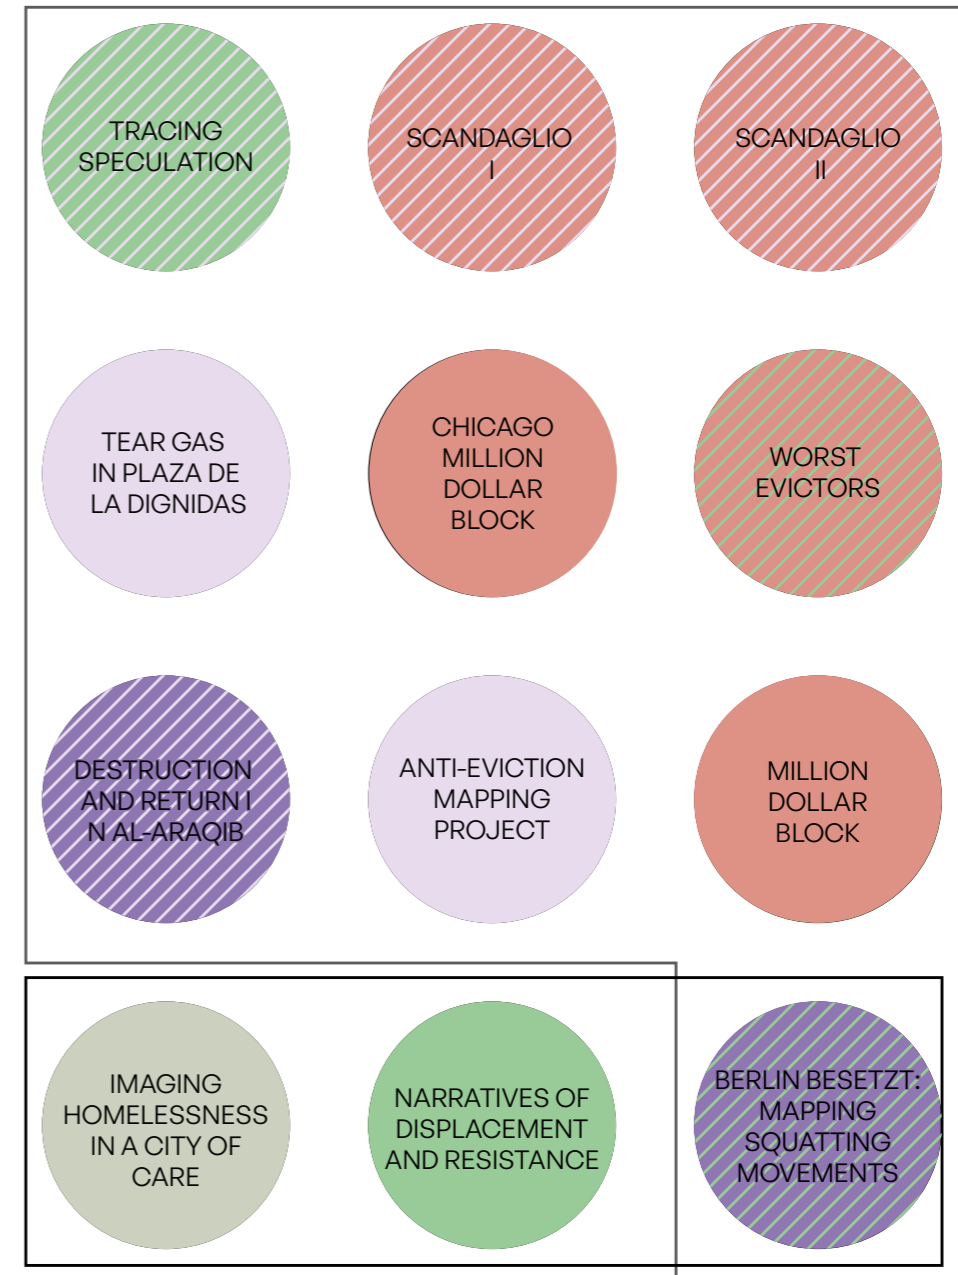 TRACING
SPECULATION
SCANDAGLIO
I
SCANDAGLIO
II
TEAR GAS
IN PLAZA DE
LA DIGNIDAS
CHICAGO
MILLION
DOLLAR
BLOCK
WORST
EVICTORS
DESTRUCTION
AND RETURN I
N AL-ARAQIB
ANTI-EVICTION
MAPPING
PROJECT
MILLION
DOLLAR
BLOCK
IMAGING
HOMELESSNESS
IN A CITY OF
CARE
NARRATIVES OF
DISPLACEMENT
AND RESISTANCE
BERLIN BESETZT:
MAPPING
SQUATTING
MOVEMENTS